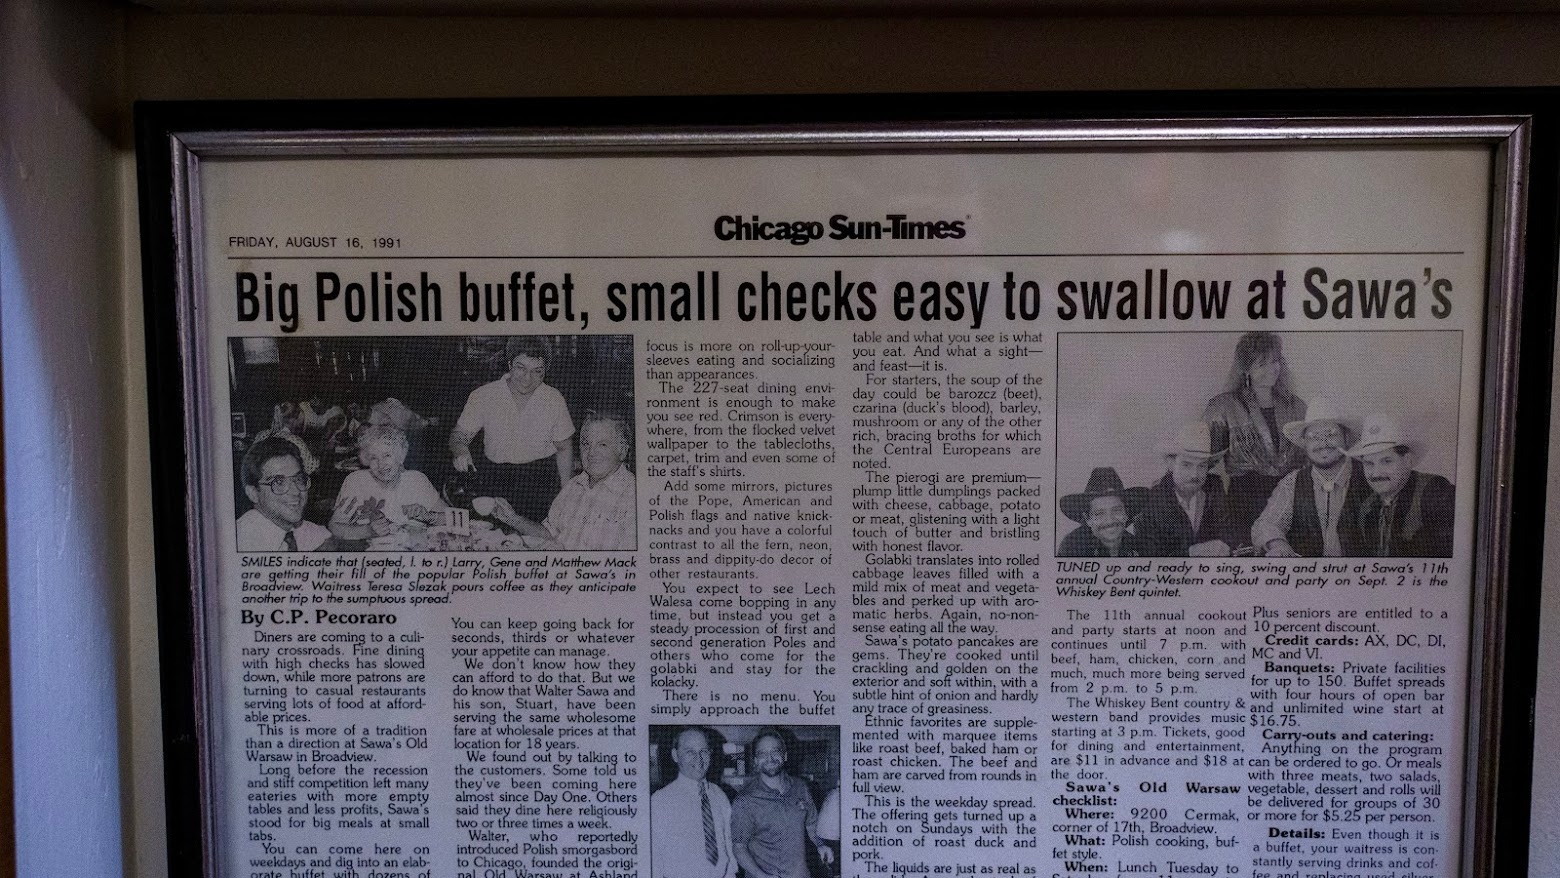 Chicago Sun-Times
FRIDAY, AUGUST 16, 1991
Big Polish buffet, small checks easy to swallow at Sawa's
SMILES indicate that (seated, l. to r.) Larry, Gene and Matthew Mack
are getting their fill of the popular Polish buffet at Sawa's in
Broadview. Waitress Teresa Slezak pours coffee as they anticipate
another trip to the sumptuous spread.
By C.P. Pecoraro
Diners are coming to a culi-
nary crossroads. Fine dining
with high checks has slowed
down, while more patrons are
turning to casual restaurants
serving lots of food at afford-
able prices.
This is more of a tradition
than a direction at Sawa's Old
Warsaw in Broadview.
Long before the recession
and stiff competition left many
eateries with more empty
tables and less profits, Sawa's
stood for big meals at small
tabs.
You can come here on
weekdays and dig into an elab-
orate buffet with dozens of
You can keep going back for
seconds, thirds or whatever
your appetite can manage.
We don't know how they
can afford to do that. But we
do know that Walter Sawa and
his son, Stuart, have been
serving the same wholesome
fare at wholesale prices at that
location for 18 years.
We found out by talking to
the customers. Some told us
they've been coming here
almost since Day One. Others
said they dine here religiously
two or three times a week.
Walter, who reportedly
introduced Polish smorgasbord
to Chicago, founded the origi-
nal Old Warsaw at Ashland
focus is more on roll-up-your-
sleeves eating and socializing
than appearances.
The 227-seat dining envi-
ronment is enough to make
you see red. Crimson is every-
where, from the flocked velvet
wallpaper to the tablecloths,
carpet, trim and even some of
the staff's shirts.
Add some mirrors, pictures
of the Pope, American and
Polish flags and native knick-
nacks and you have a colorful
contrast to all the fern, neon,
brass and dippity-do decor of
other restaurants.
You expect to see Lech
Walesa come bopping in any
time, but instead you get a
steady procession of first and
second generation Poles and
others who come for the
golabki and stay for the
kolacky.
There is no menu. You
simply approach the buffet
table and what you see is what
you eat. And what a sight—
and feast—it is.
For starters, the soup of the
day could be barozcz (beet),
czarina (duck's blood), barley,
mushroom or any of the other
rich, bracing broths for which
the Central Europeans are
noted.
The pierogi are premium—
plump little dumplings packed
with cheese, cabbage, potato
or meat, glistening with a light
touch of butter and bristling
with honest flavor.
Golabki translates into rolled
cabbage leaves filled with a
mild mix of meat and vegeta-
bles and perked up with aro-
matic herbs. Again, no-non-
sense eating all the way.
Sawa's potato pancakes are
gems. They're cooked until
crackling and golden on the
exterior and soft within, with a
subtle hint of onion and hardly
any trace of greasiness.
Ethnic favorites are supple-
mented with marquee items
like roast beef, baked ham or
roast chicken. The beef and
ham are carved from rounds in
full view.
This is the weekday spread.
The offering gets turned up a
notch on Sundays with the
addition of roast duck and
pork.
The liquids are just as real as
11
TUNED up and ready to sing, swing and strut at Sawa's 11th
annual Country-Western cookout and party on Sept. 2 is the
Whiskey Bent quintet.
The 11th annual cookout
and party starts at noon and
continues until 7 p.m. with
beef, ham, chicken, corn and
much, much more being served
from 2 p.m. to 5 p.m.
The Whiskey Bent country &
western band provides music
starting at 3 p.m. Tickets, good
for dining and entertainment,
are $11 in advance and $18 at
the door.
Sawa's Old Warsaw
checklist:
Where: 9200 Cermak,
corner of 17th, Broadview.
What: Polish cooking, buf-
fet style.
When: Lunch Tuesday to
Plus seniors are entitled to a
10 percent discount.
Credit cards: AX, DC, DI,
MC and VI.
Banquets: Private facilities
for up to 150. Buffet spreads
with four hours of open bar
and unlimited wine start at
$16.75.
Carry-outs and catering:
Anything on the program
can be ordered to go. Or meals
with three meats, two salads,
vegetable, dessert and rolls will
be delivered for groups of 30
or more for $5.25 per person.
Details: Even though it is
a buffet, your waitress is con-
stantly serving drinks and cof-
fee and replacing used silver-